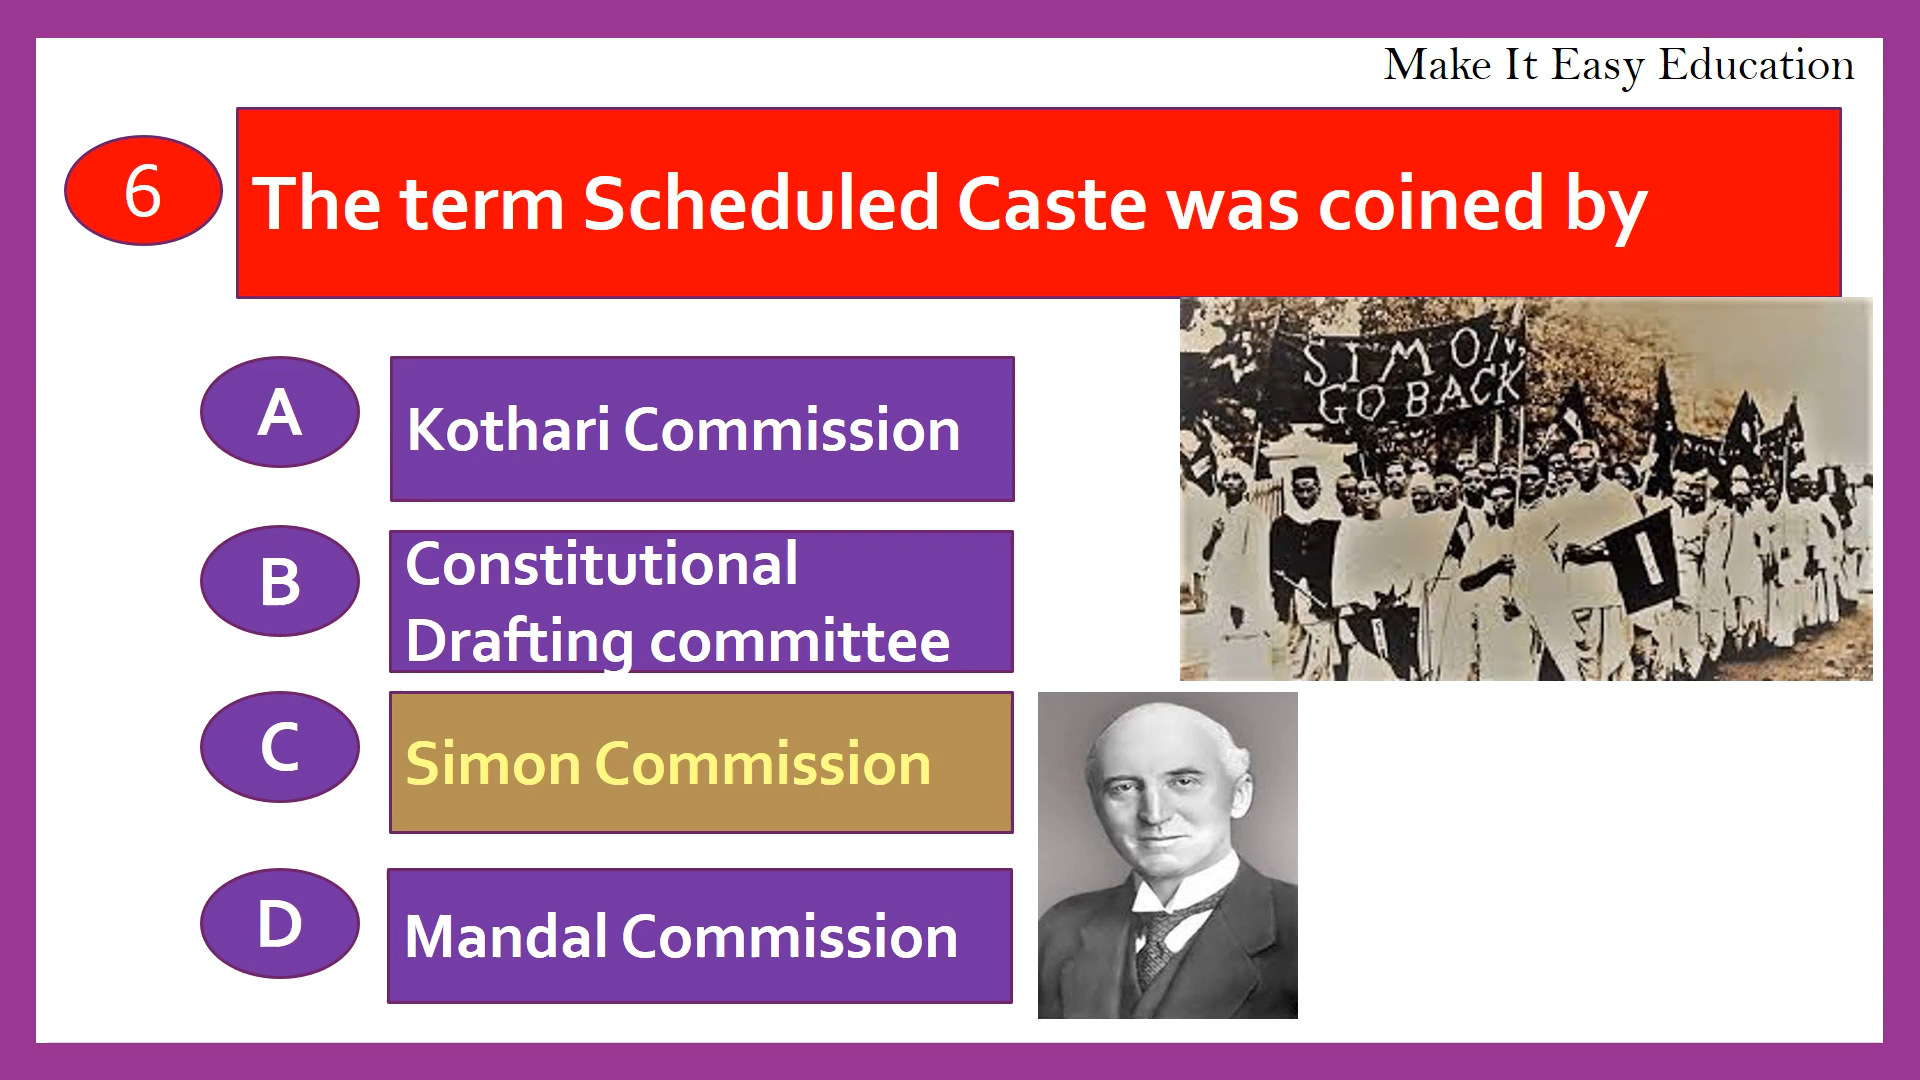 Make It Easy Education
6
The term Scheduled Caste was coined by
SIMON
GO BACK
A
Kothari Commission
B
Constitutional
Drafting committee
C
Simon Commission
D
Mandal Commission